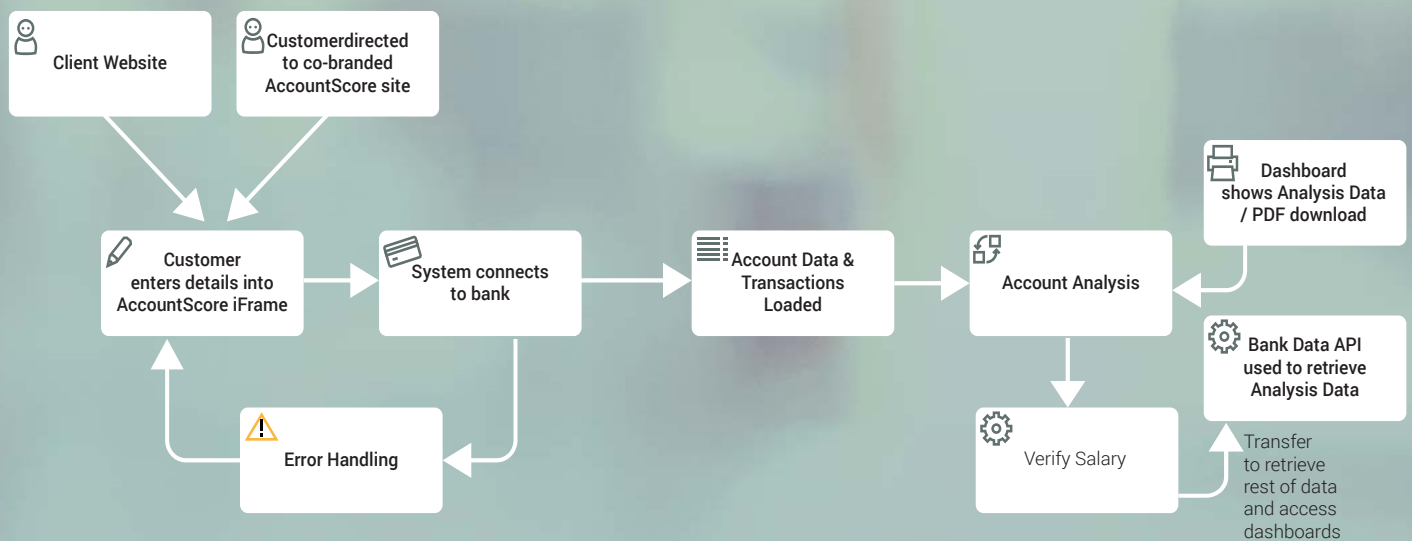 Client Website
Customerdirected
to co-branded
AccountScore site
Dashboard
shows Analysis Data
/ PDF download
Customer
enters details into
AccountScore iFrame
System connects
to bank
Account Data &
Transactions
Loaded
Account Analysis
Bank Data API
used to retrieve
Analysis Data
Error Handling
Verify Salary
Transfer
to retrieve
rest of data
and access
dashboards